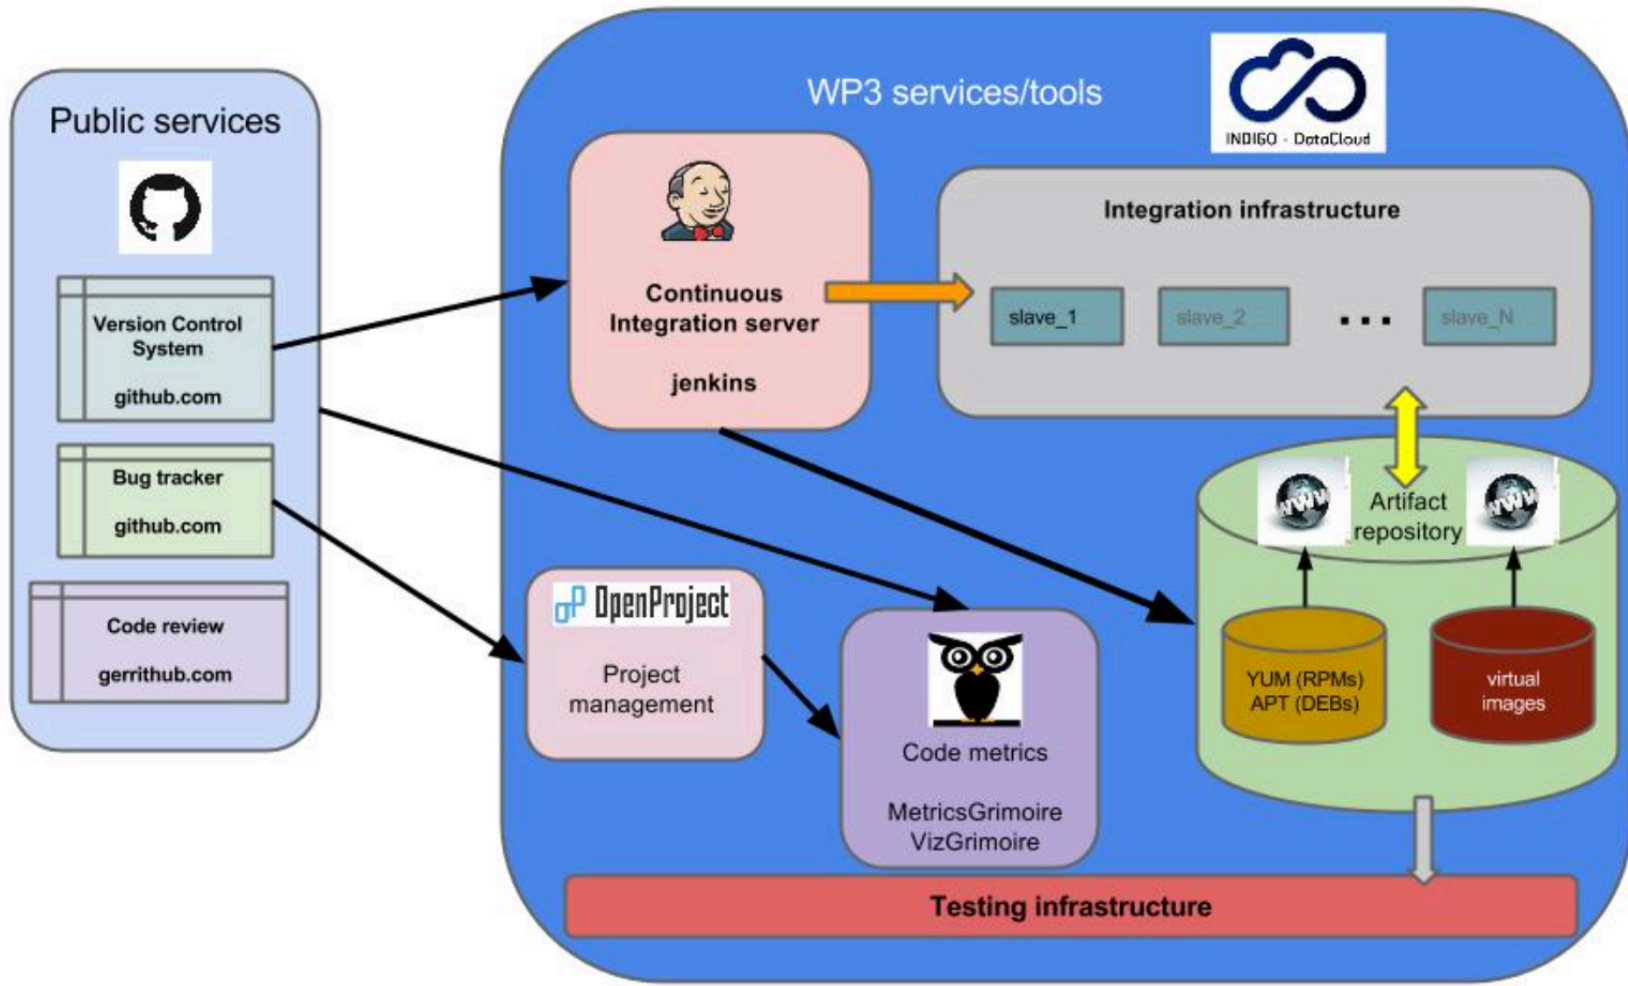 Public services
Version Control
System
github.com
Bug tracker
github.com
Code review
gerrithub.com
WP3 services/tools
INDIGO - DataCloud
Continuous
Integration server
jenkins
Integration infrastructure
slave_1
slave_2
...
slave_N
OpenProject
Project
management
Code metrics
MetricsGrimoire
VizGrimoire
www
www
Artifact
repository
YUM (RPMs)
APT (DEBs)
virtual
images
Testing infrastructure